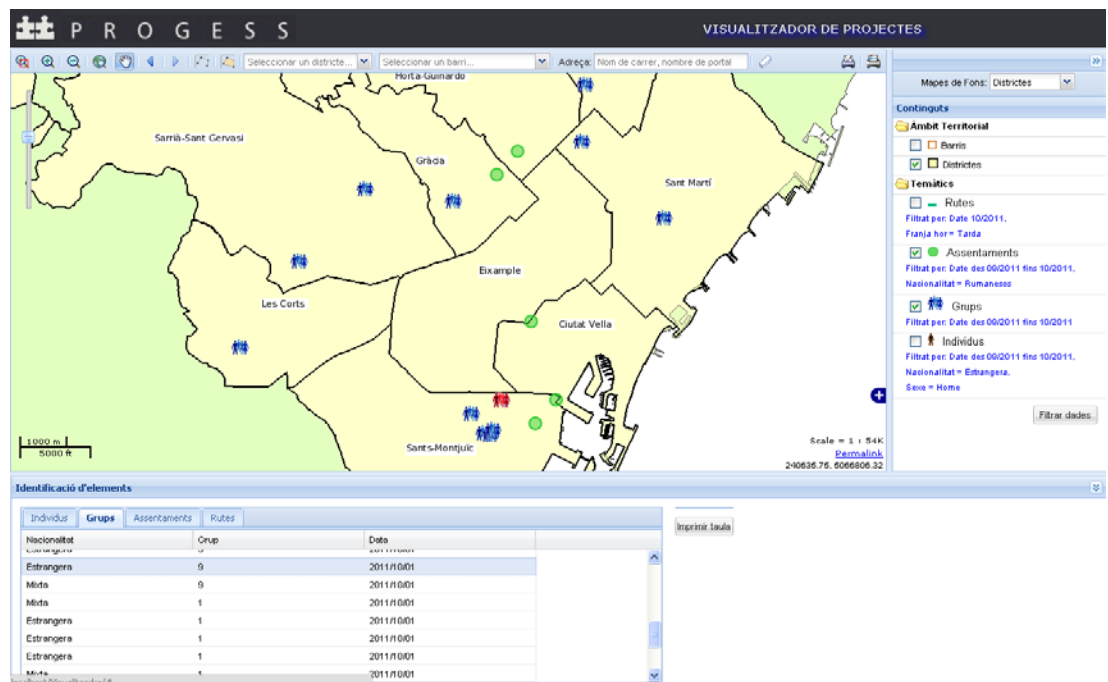 PROGESS
VISUALITZADOR DE PROJECTES
Seleccionar un districte... Seleccionar un barri... Adreça: Nom de carrer, nombre de portal
Mapes de Fons: Districtes
Continguts
Àmbit Territorial
Barris
Districtes
Temàtics
Rutes
Filtrat per: Date 10/2011.
Franja hor = Tarda
Assentaments
Filtrat per: Date des 09/2011 fins 10/2011.
Nacionalitat = Rumanesos
Grups
Filtrat per: Date des 09/2011 fins 10/2011
Individus
Filtrat per: Date des 09/2011 fins 10/2011.
Nacionalitat = Estrangera.
Sexe = Home
Filtrar dades
Horta-Guinardo
Sarrià-Sant Gervasi
Gràcia
Sant Martí
Eixample
Les Corts
Ciutat Vella
Sants-Montjuïc
1000 m
5000 ft
Scale = 1 : 54K
Permalink
240636.76, 5066806.32
Identificació d'elements
Individus Grups Assentaments Rutes
Imprimir taula
Nacionalitat Grup Data
Estrangera 9 2011/10/01
Mixta 9 2011/10/01
Mixta 1 2011/10/01
Estrangera 1 2011/10/01
Estrangera 1 2011/10/01
Estrangera 1 2011/10/01
Mixta 1 2011/10/01